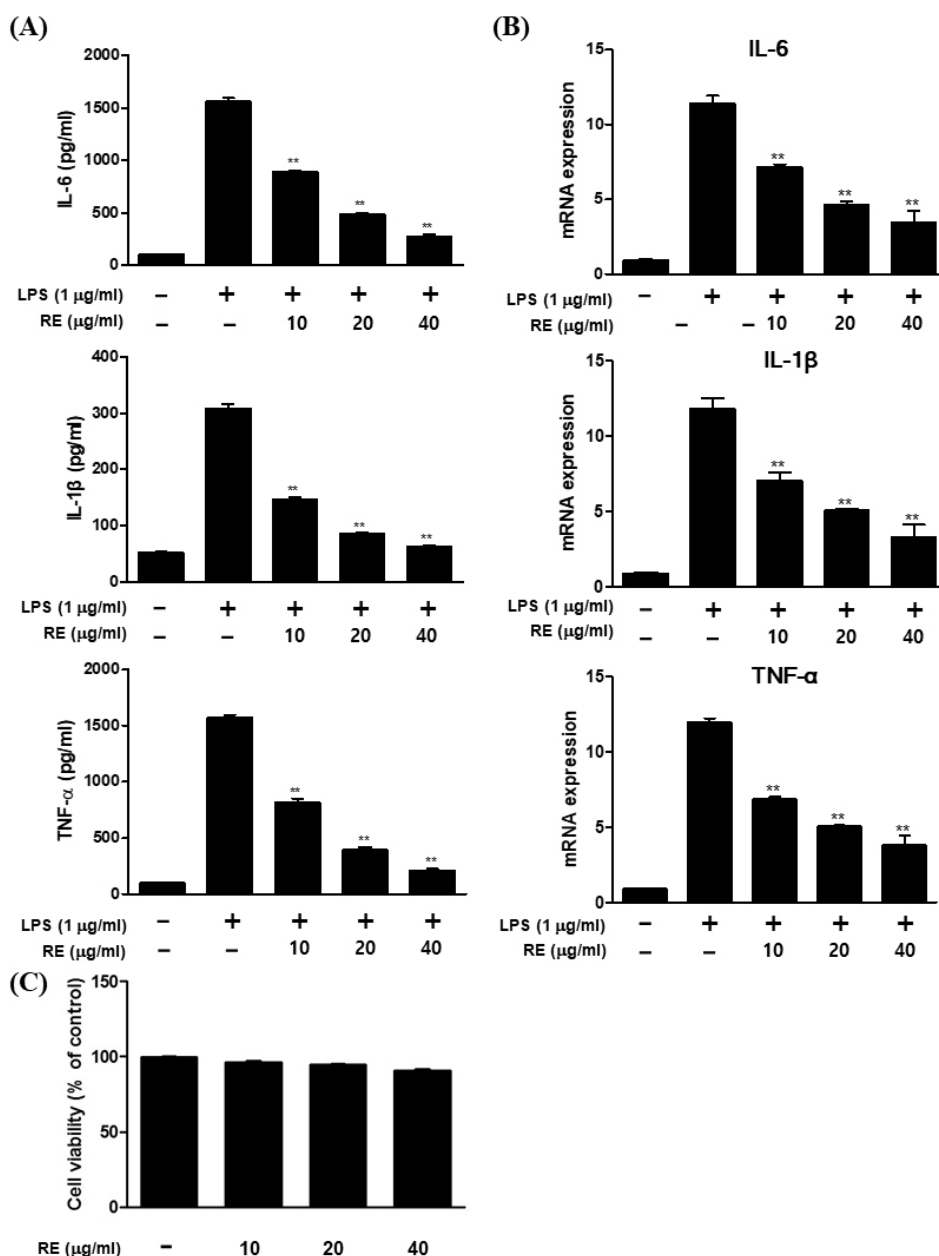 (A)
2000
1500
1000
500
0
IL-6 (pg/ml)
** ** **
LPS (1 μg/ml) – + + + +
RE (μg/ml) – – 10 20 40
400
300
200
100
0
IL-1β (pg/ml)
** ** **
LPS (1 μg/ml) – + + + +
RE (μg/ml) – – 10 20 40
2000
1500
1000
500
0
TNF-α (pg/ml)
** ** **
LPS (1 μg/ml) – + + + +
RE (μg/ml) – – 10 20 40
(B)
IL-6
15
10
5
0
mRNA expression
** ** **
LPS (1 μg/ml) – + + + +
RE (μg/ml) – – 10 20 40
IL-1β
15
10
5
0
mRNA expression
** ** **
LPS (1 μg/ml) – + + + +
RE (μg/ml) – – 10 20 40
TNF-α
15
10
5
0
mRNA expression
** ** **
LPS (1 μg/ml) – + + + +
RE (μg/ml) – – 10 20 40
(C)
150
100
50
0
Cell viability (% of control)
RE (μg/ml) – 10 20 40